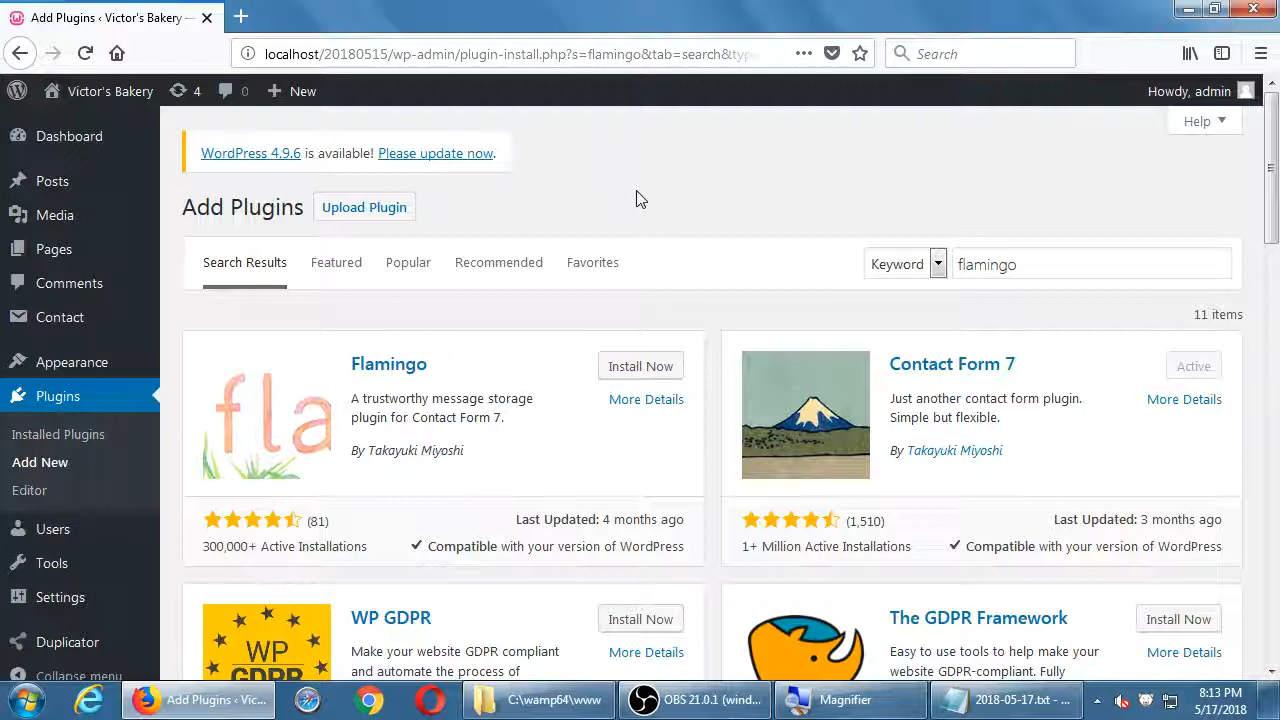 Add Plugins ‹ Victor's Bakery —
localhost/20180515/wp-admin/plugin-install.php?s=flamingo&tab=search&type
Search
Victor's Bakery
4
0
New
Howdy, admin
Dashboard
Posts
Media
Pages
Comments
Contact
Appearance
Plugins
Installed Plugins
Add New
Editor
Users
Tools
Settings
Duplicator
Collapse menu
Help
WordPress 4.9.6 is available! Please update now.
Add Plugins
Upload Plugin
Search Results
Featured
Popular
Recommended
Favorites
Keyword
flamingo
11 items
fla
Flamingo
Install Now
More Details
A trustworthy message storage
plugin for Contact Form 7.
By Takayuki Miyoshi
(81)
Last Updated: 4 months ago
300,000+ Active Installations
Compatible with your version of WordPress
Contact Form 7
Active
More Details
Just another contact form plugin.
Simple but flexible.
By Takayuki Miyoshi
(1,510)
Last Updated: 3 months ago
1+ Million Active Installations
Compatible with your version of WordPress
WP
GDPR
WP GDPR
Install Now
More Details
Make your website GDPR compliant
and automate the process of
The GDPR Framework
Install Now
More Details
Easy to use tools to help make your
website GDPR-compliant. Fully
Add Plugins ‹ Vic...
C:\wamp64\www
OBS 21.0.1 (wind...
Magnifier
2018-05-17.txt - ...
8:13 PM
5/17/2018